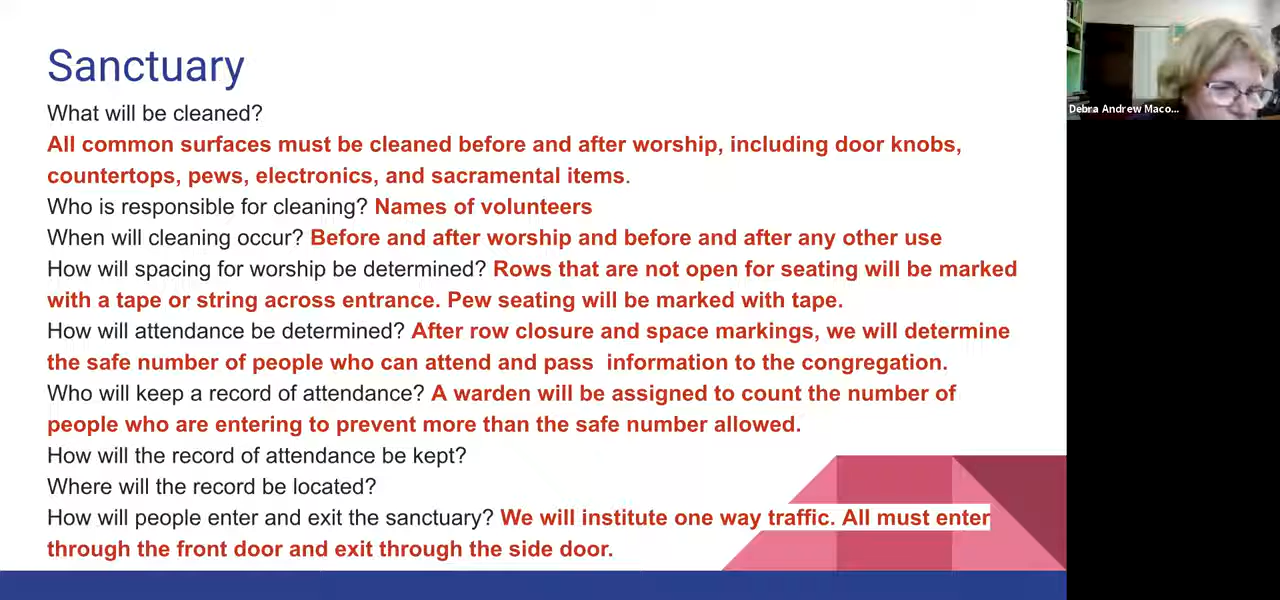 Sanctuary
What will be cleaned?
All common surfaces must be cleaned before and after worship, including door knobs,
countertops, pews, electronics, and sacramental items.
Who is responsible for cleaning? Names of volunteers
When will cleaning occur? Before and after worship and before and after any other use
How will spacing for worship be determined? Rows that are not open for seating will be marked
with a tape or string across entrance. Pew seating will be marked with tape.
How will attendance be determined? After row closure and space markings, we will determine
the safe number of people who can attend and pass  information to the congregation.
Who will keep a record of attendance? A warden will be assigned to count the number of
people who are entering to prevent more than the safe number allowed.
How will the record of attendance be kept?
Where will the record be located?
How will people enter and exit the sanctuary? We will institute one way traffic. All must enter
through the front door and exit through the side door.
Debra Andrew Maco...